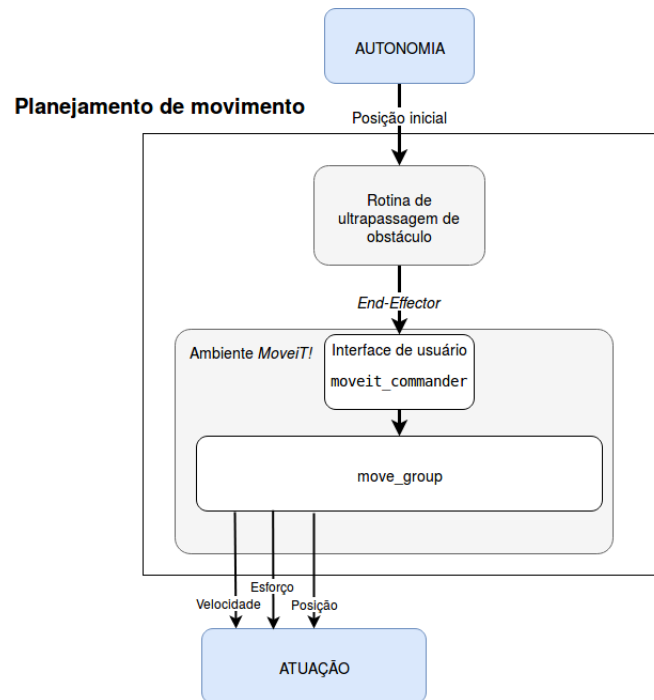 AUTONOMIA
Planejamento de movimento
Posição inicial
Rotina de
ultrapassagem de
obstáculo
End-Effector
Ambiente MoveiT!
Interface de usuário
moveit_commander
move_group
Velocidade
Esforço
Posição
ATUAÇÃO